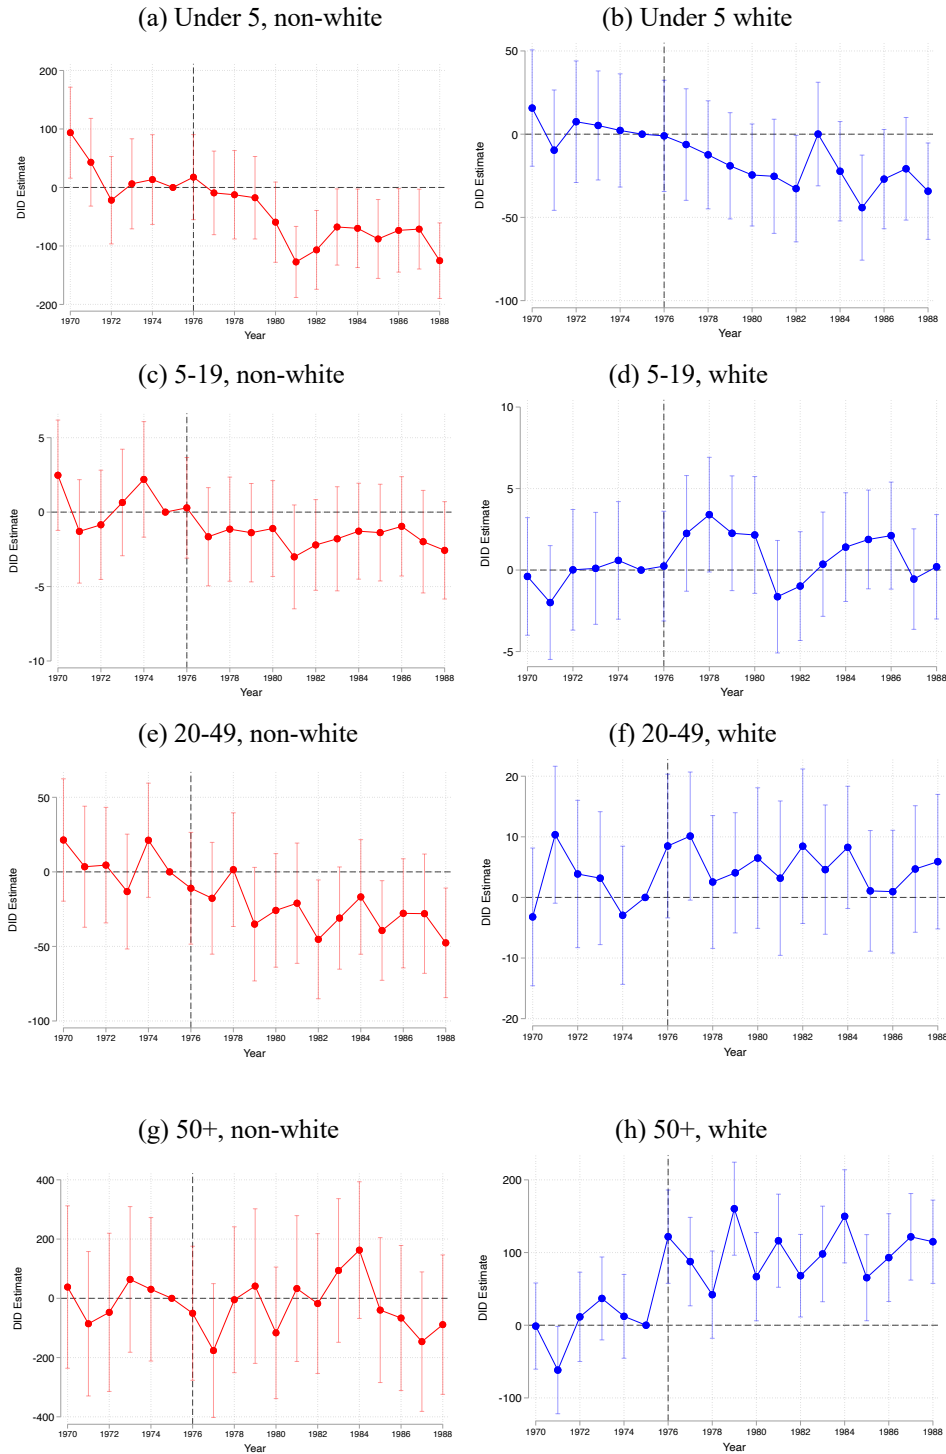 (a) Under 5, non-white
200
100
0
-100
-200
DID Estimate
1970 1972 1974 1976 1978 1980 1982 1984 1986 1988
Year
(b) Under 5 white
50
0
-50
-100
DID Estimate
1970 1972 1974 1976 1978 1980 1982 1984 1986 1988
Year
(c) 5-19, non-white
5
0
-5
-10
DID Estimate
1970 1972 1974 1976 1978 1980 1982 1984 1986 1988
Year
(d) 5-19, white
10
5
0
-5
DID Estimate
1970 1972 1974 1976 1978 1980 1982 1984 1986 1988
Year
(e) 20-49, non-white
50
0
-50
-100
DID Estimate
1970 1972 1974 1976 1978 1980 1982 1984 1986 1988
Year
(f) 20-49, white
20
10
0
-10
-20
DID Estimate
1970 1972 1974 1976 1978 1980 1982 1984 1986 1988
Year
(g) 50+, non-white
400
200
0
-200
-400
DID Estimate
1970 1972 1974 1976 1978 1980 1982 1984 1986 1988
Year
(h) 50+, white
200
100
0
-100
DID Estimate
1970 1972 1974 1976 1978 1980 1982 1984 1986 1988
Year